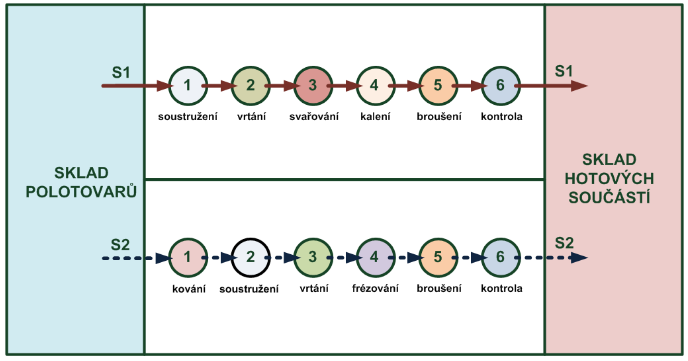 SKLAD
POLOTOVARŮ
S1
1 2 3 4 5 6
soustružení vrtání svařování kalení broušení kontrola
S1
S2
1 2 3 4 5 6
kování soustružení vrtání frézování broušení kontrola
S2
SKLAD
HOTOVÝCH
SOUČÁSTÍ